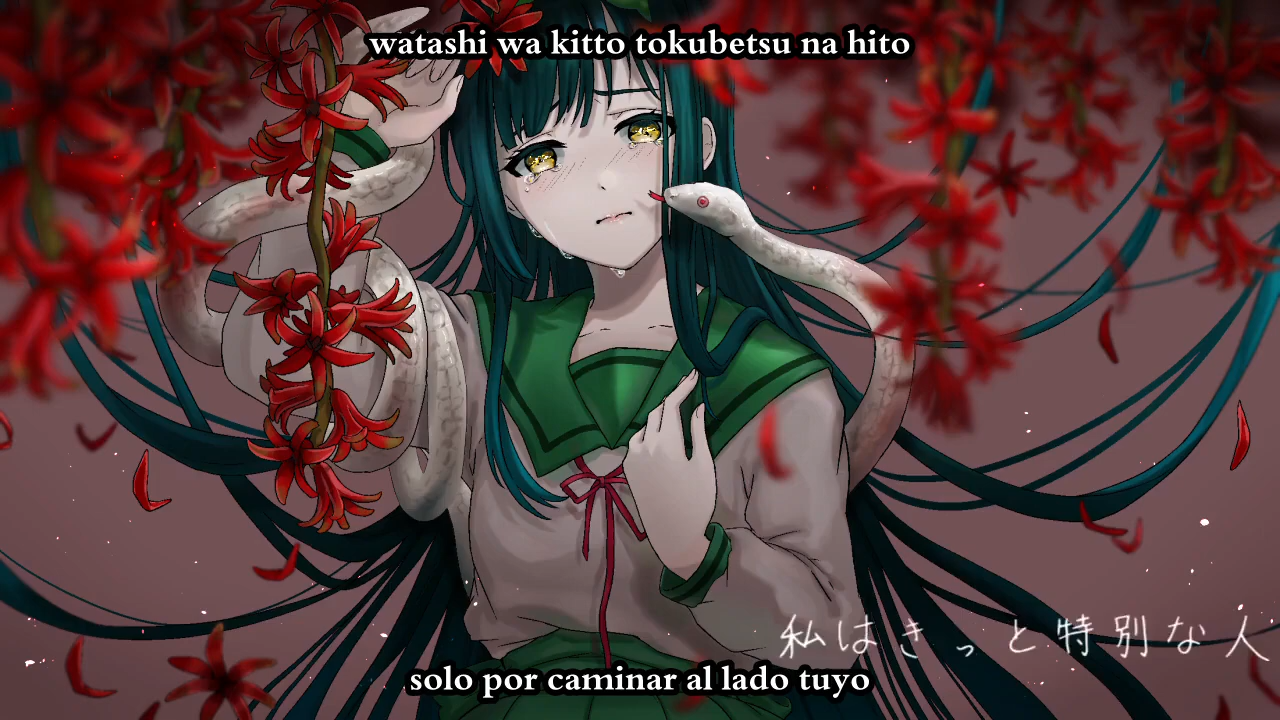 watashi wa kitto tokubetsu na hito
私はきっと特別な人
solo por caminar al lado tuyo